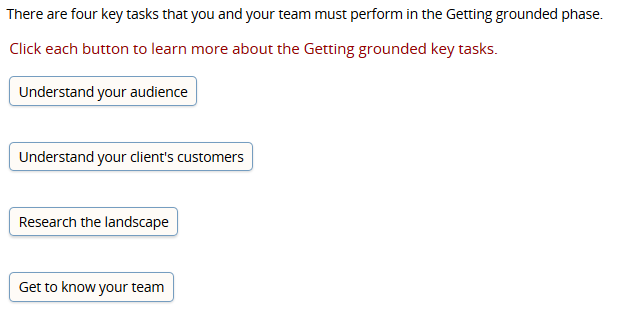 There are four key tasks that you and your team must perform in the Getting grounded phase.
Click each button to learn more about the Getting grounded key tasks.
Understand your audience
Understand your client's customers
Research the landscape
Get to know your team